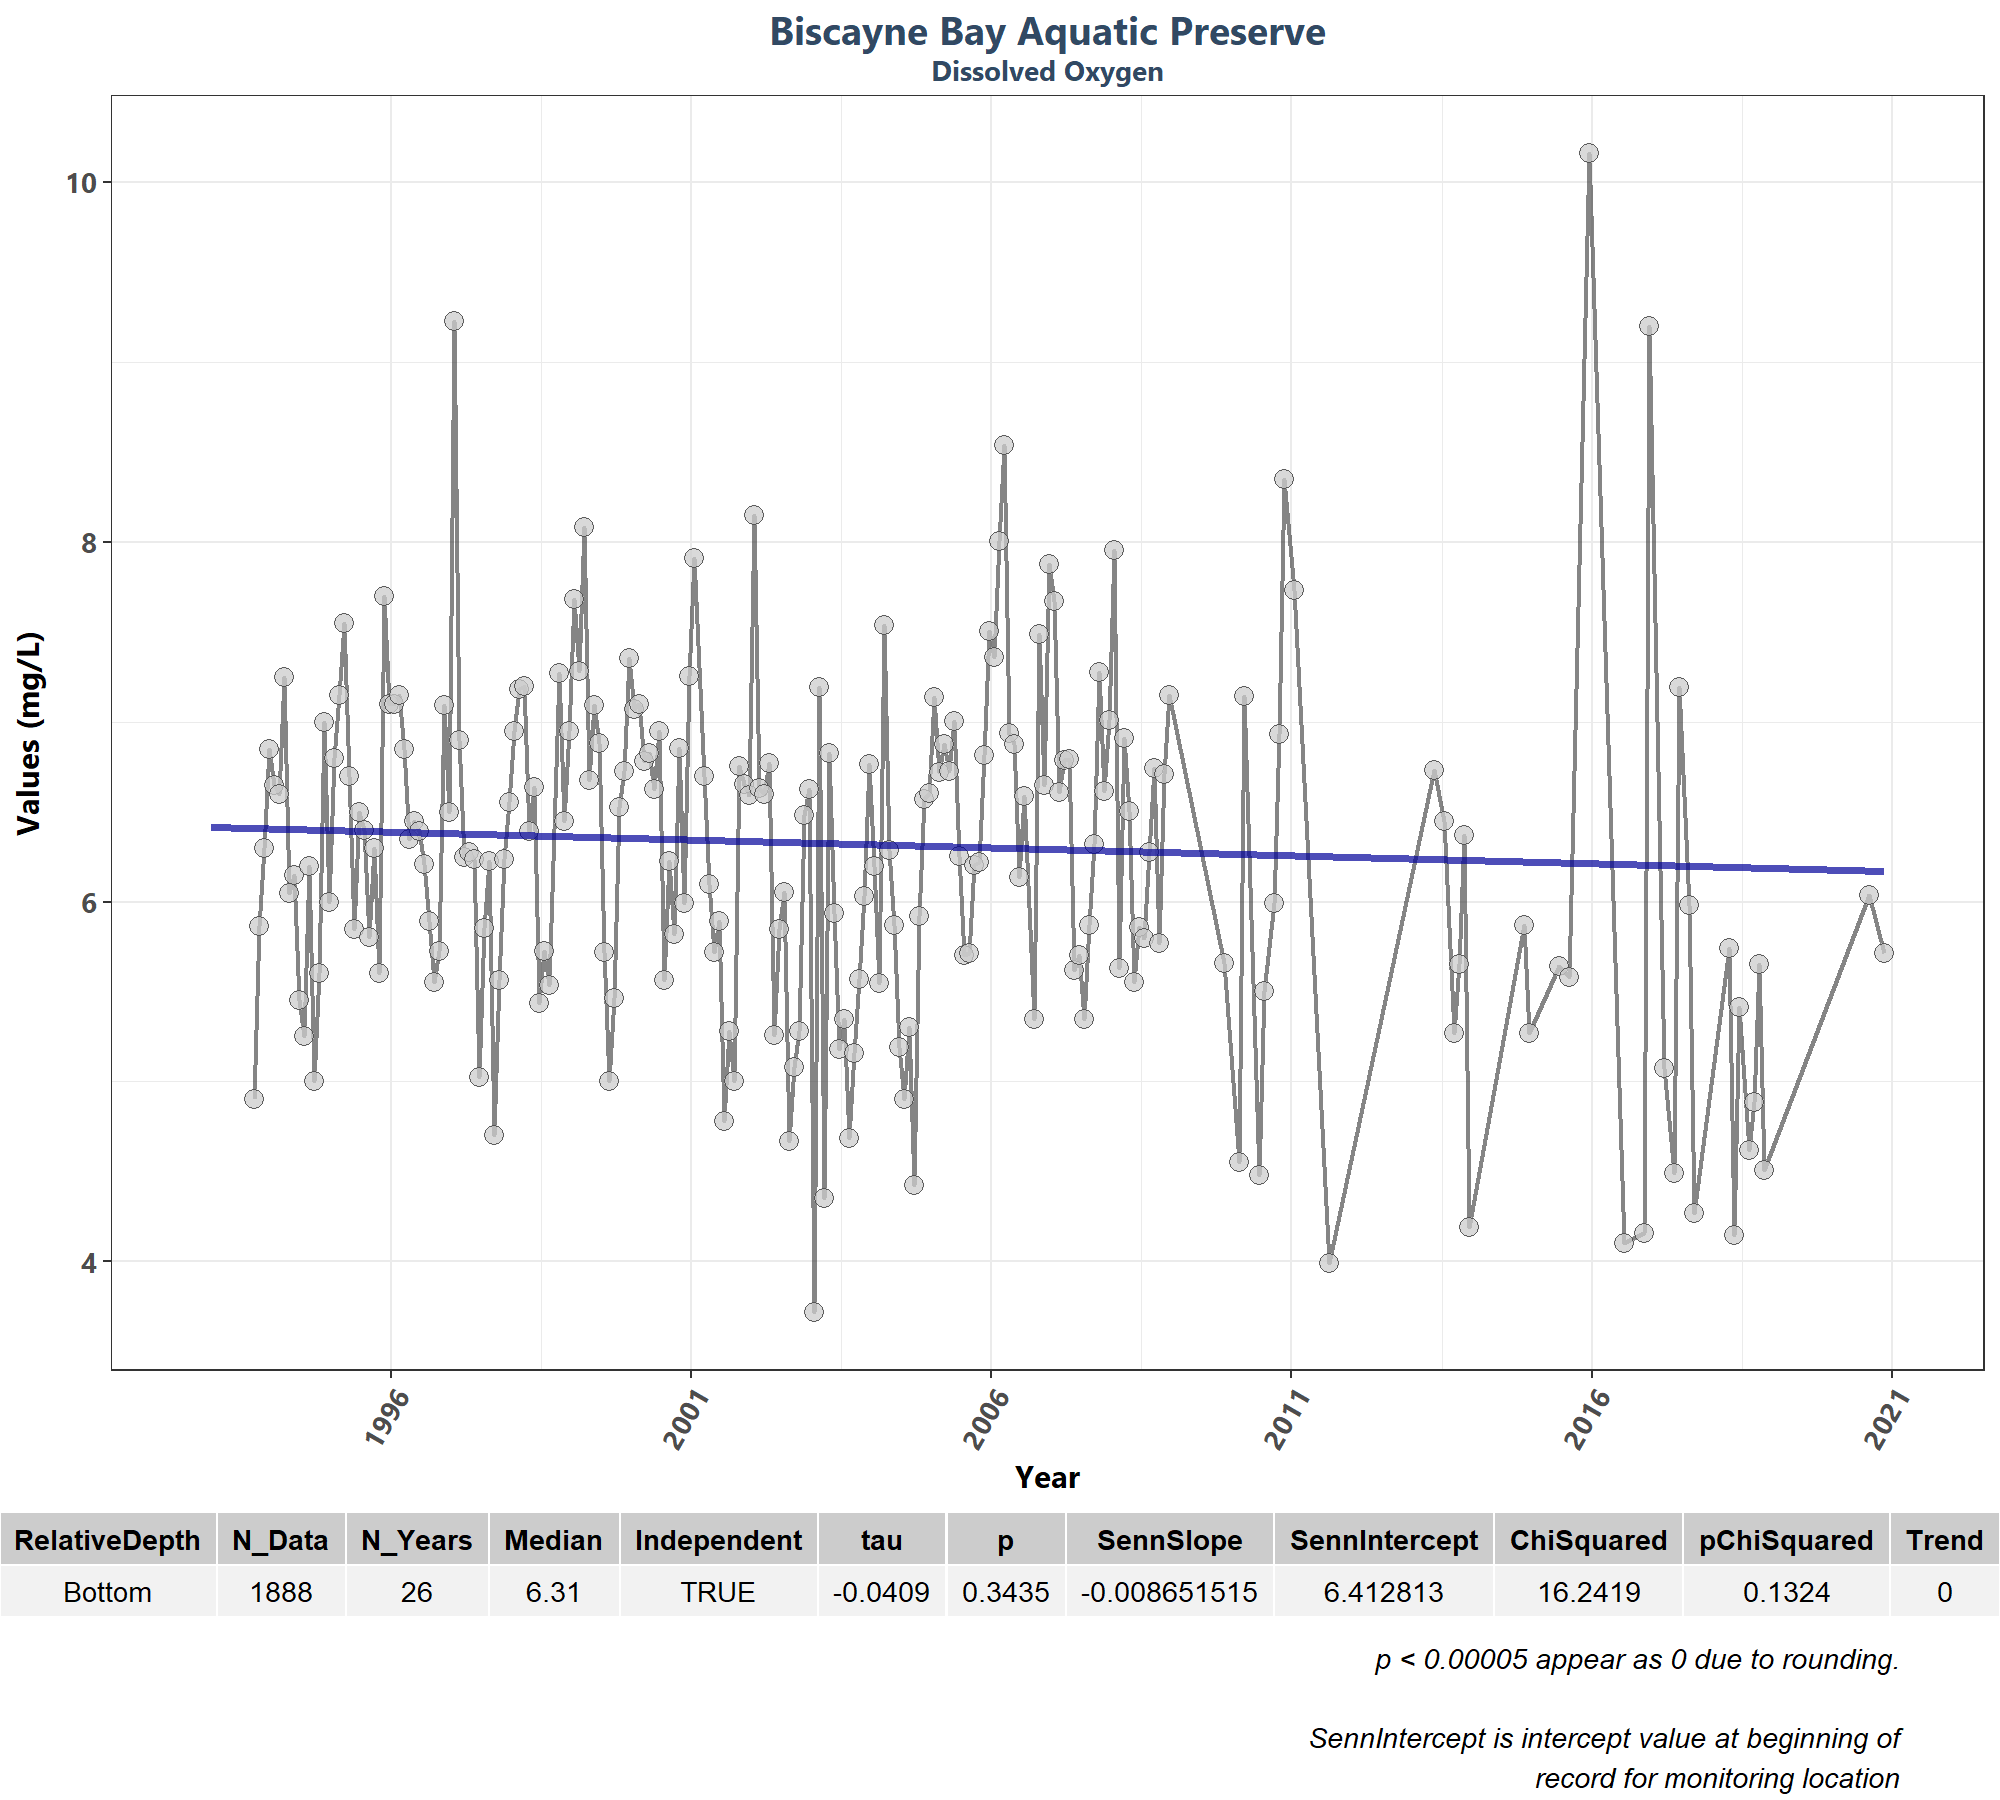 Biscayne Bay Aquatic Preserve
Dissolved Oxygen
Values (mg/L)
10
8
6
4
1996
2001
2006
2011
2016
2021
Year
RelativeDepth N_Data N_Years Median Independent tau p SennSlope SennIntercept ChiSquared pChiSquared Trend
Bottom 1888 26 6.31 TRUE -0.0409 0.3435 -0.008651515 6.412813 16.2419 0.1324 0
p < 0.00005 appear as 0 due to rounding.
SennIntercept is intercept value at beginning of
record for monitoring location